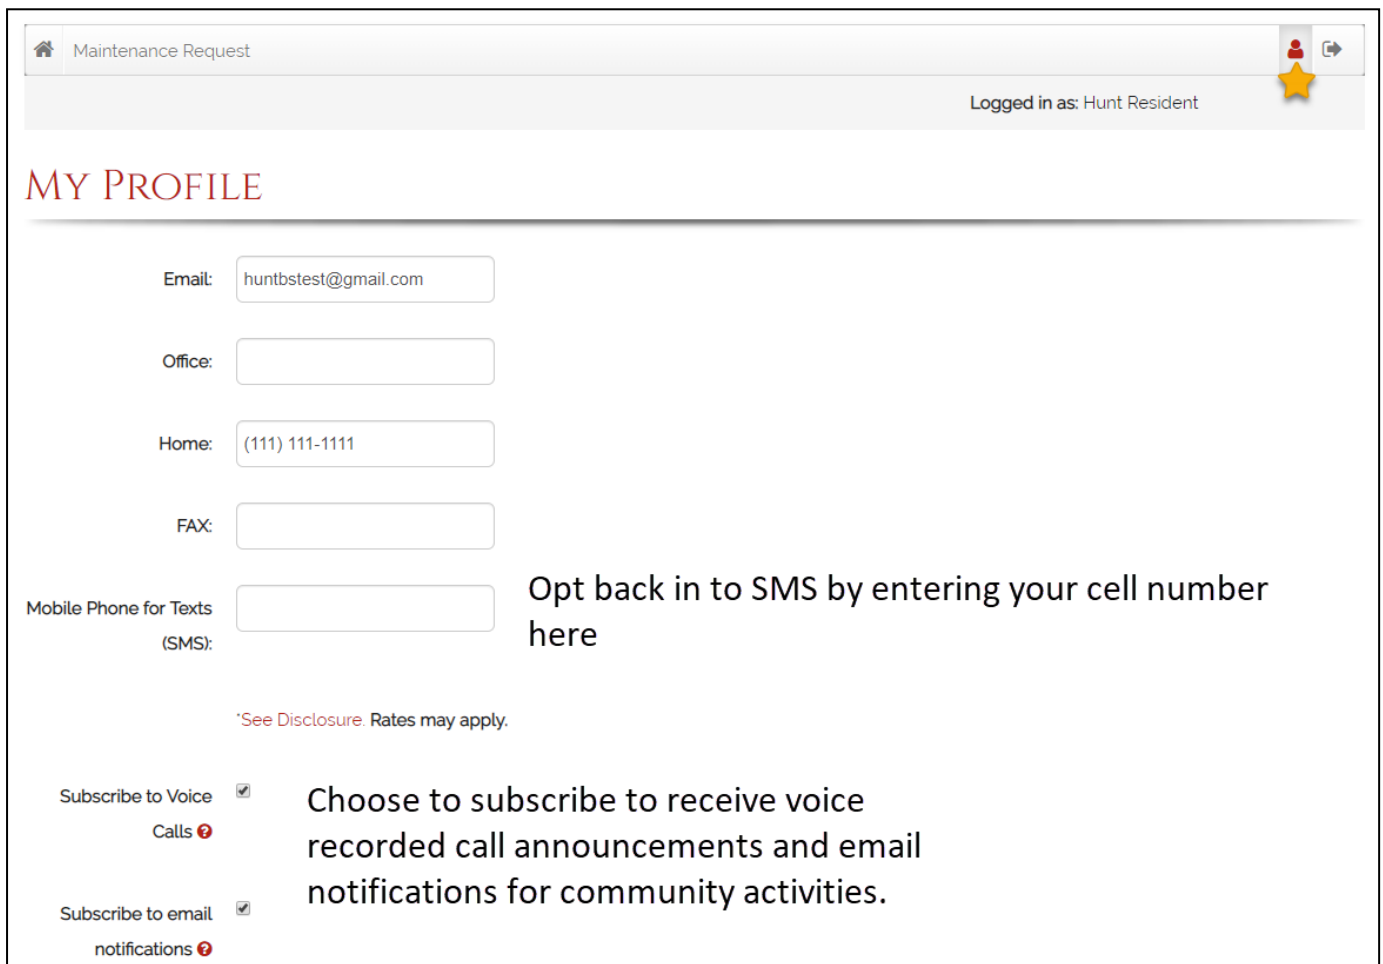 Maintenance Request
Logged in as: Hunt Resident
MY PROFILE
Email: huntbstest@gmail.com
Office:
Home: (111) 111-1111
FAX:
Mobile Phone for Texts
(SMS):
Opt back in to SMS by entering your cell number
here
*See Disclosure. Rates may apply.
Subscribe to Voice
Calls ?
Choose to subscribe to receive voice
recorded call announcements and email
notifications for community activities.
Subscribe to email
notifications ?